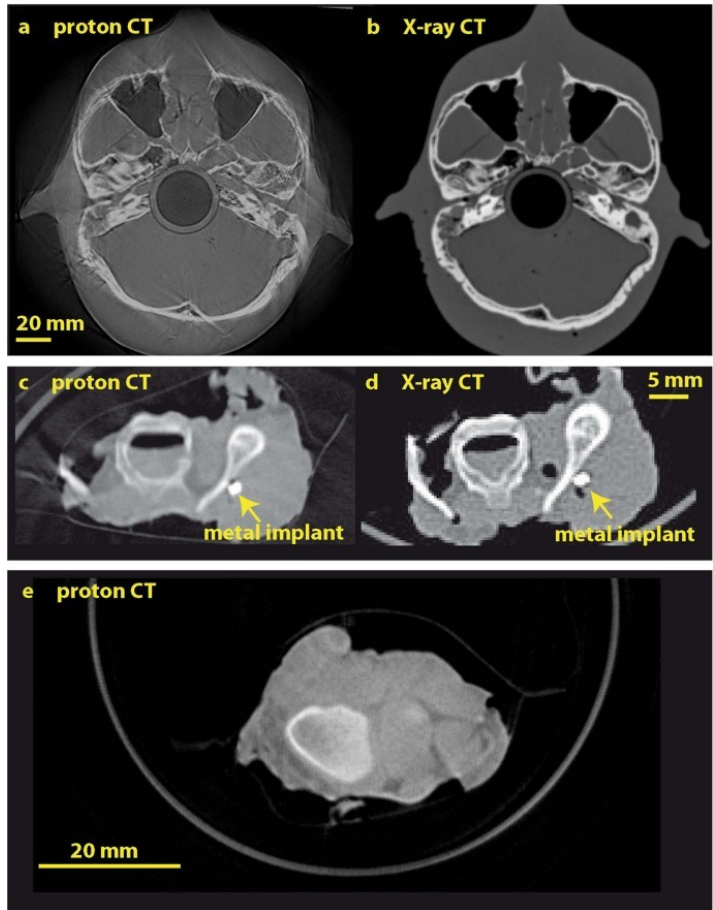 a proton CT
b X-ray CT
20 mm
c proton CT
d X-ray CT
5 mm
metal implant
metal implant
e proton CT
20 mm